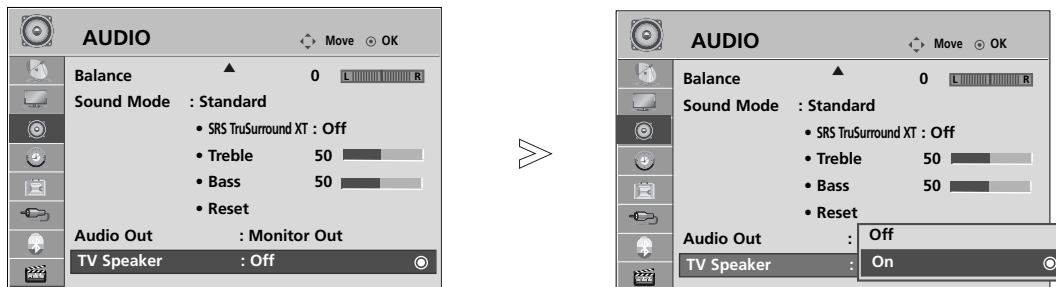 AUDIO Move OK
Balance 0 L R
Sound Mode : Standard
• SRS TruSurround XT : Off
• Treble 50
• Bass 50
• Reset
Audio Out : Monitor Out
TV Speaker : Off
AUDIO Move OK
Balance 0 L R
Sound Mode : Standard
• SRS TruSurround XT : Off
• Treble 50
• Bass 50
• Reset
Audio Out : Off
TV Speaker : On